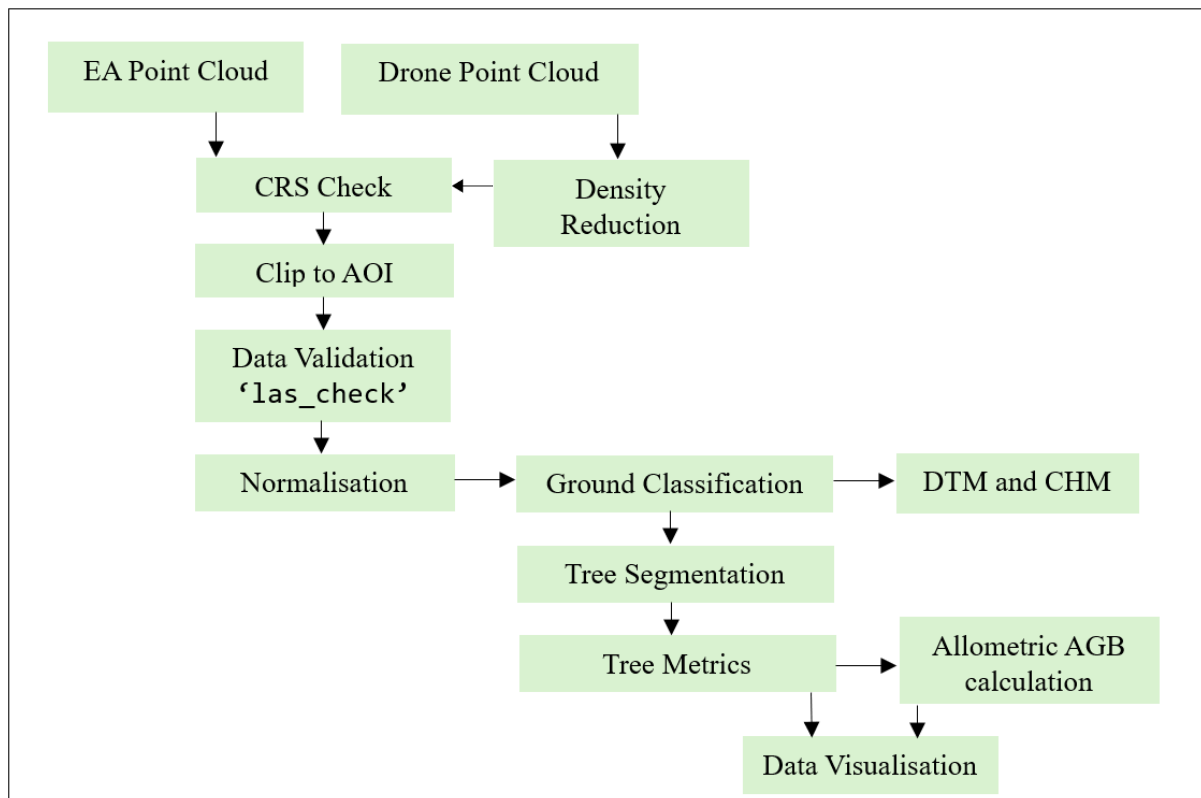 EA Point Cloud
Drone Point Cloud
CRS Check
Density
Reduction
Clip to AOI
Data Validation
‘las_check’
Normalisation
Ground Classification
DTM and CHM
Tree Segmentation
Tree Metrics
Allometric AGB
calculation
Data Visualisation